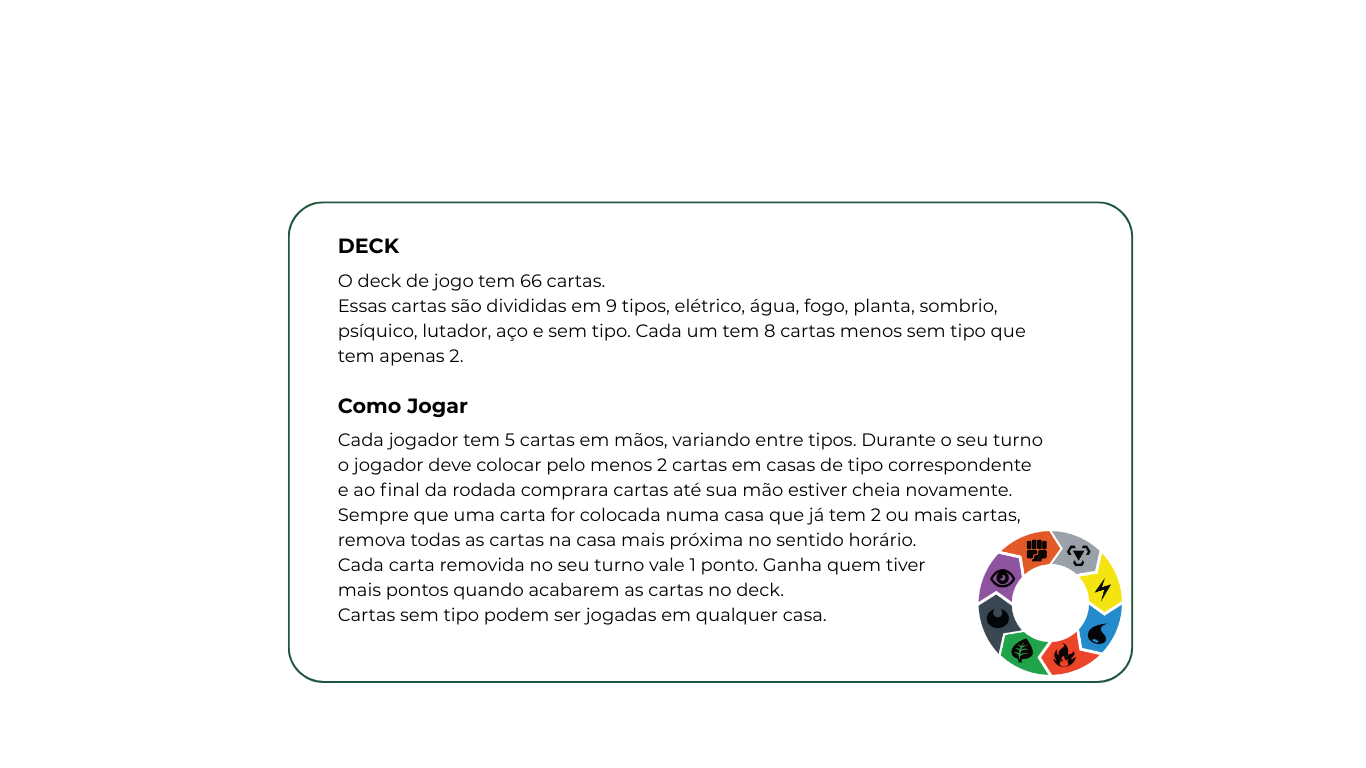 DECK
O deck de jogo tem 66 cartas.
Essas cartas são divididas em 9 tipos, elétrico, água, fogo, planta, sombrio,
psíquico, lutador, aço e sem tipo. Cada um tem 8 cartas menos sem tipo que
tem apenas 2.
Como Jogar
Cada jogador tem 5 cartas em mãos, variando entre tipos. Durante o seu turno
o jogador deve colocar pelo menos 2 cartas em casas de tipo correspondente
e ao final da rodada comprara cartas até sua mão estiver cheia novamente.
Sempre que uma carta for colocada numa casa que já tem 2 ou mais cartas,
remova todas as cartas na casa mais próxima no sentido horário.
Cada carta removida no seu turno vale 1 ponto. Ganha quem tiver
mais pontos quando acabarem as cartas no deck.
Cartas sem tipo podem ser jogadas em qualquer casa.